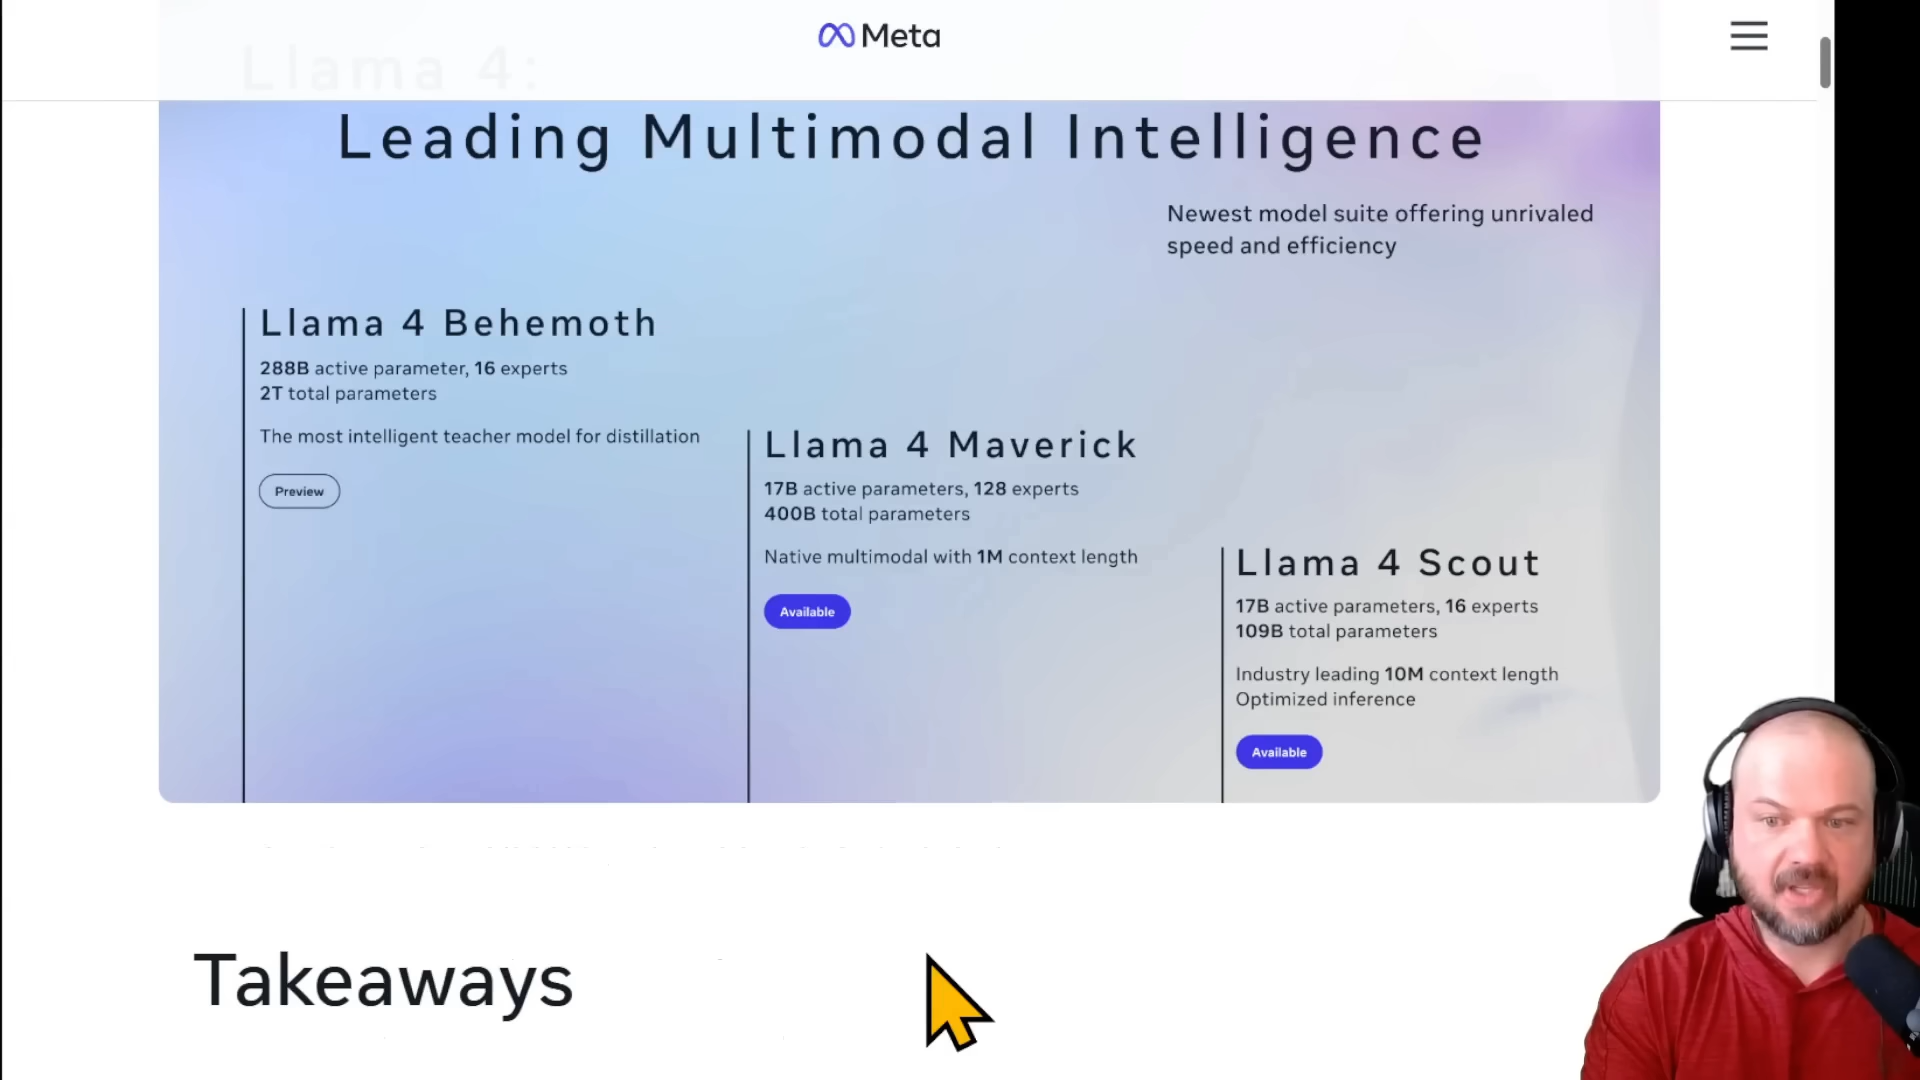 Meta
Llama 4:
Leading Multimodal Intelligence
Newest model suite offering unrivaled
speed and efficiency
Llama 4 Behemoth
288B active parameter, 16 experts
2T total parameters
The most intelligent teacher model for distillation
Preview
Llama 4 Maverick
17B active parameters, 128 experts
400B total parameters
Native multimodal with 1M context length
Available
Llama 4 Scout
17B active parameters, 16 experts
109B total parameters
Industry leading 10M context length
Optimized inference
Available
Takeaways